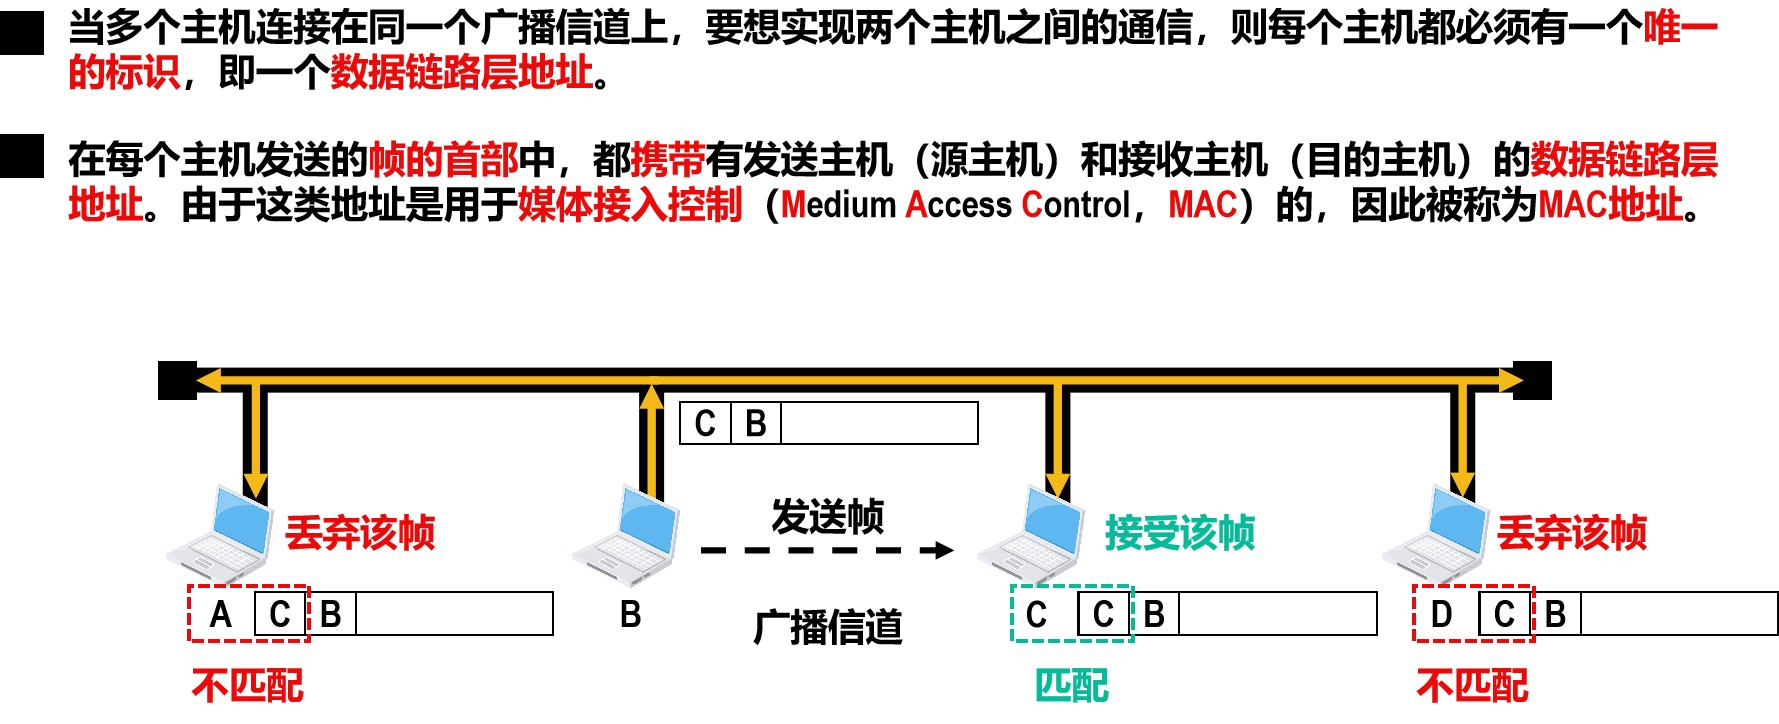 当多个主机连接在同一个广播信道上，要想实现两个主机之间的通信，则每个主机都必须有一个唯一
的标识，即一个数据链路层地址。
在每个主机发送的帧的首部中，都携带有发送主机（源主机）和接收主机（目的主机）的数据链路层
地址。由于这类地址是用于媒体接入控制（Medium Access Control，MAC）的，因此被称为MAC地址。
C B
发送帧
丢弃该帧
接受该帧
丢弃该帧
A C B
B
广播信道
C C B
D C B
不匹配
匹配
不匹配